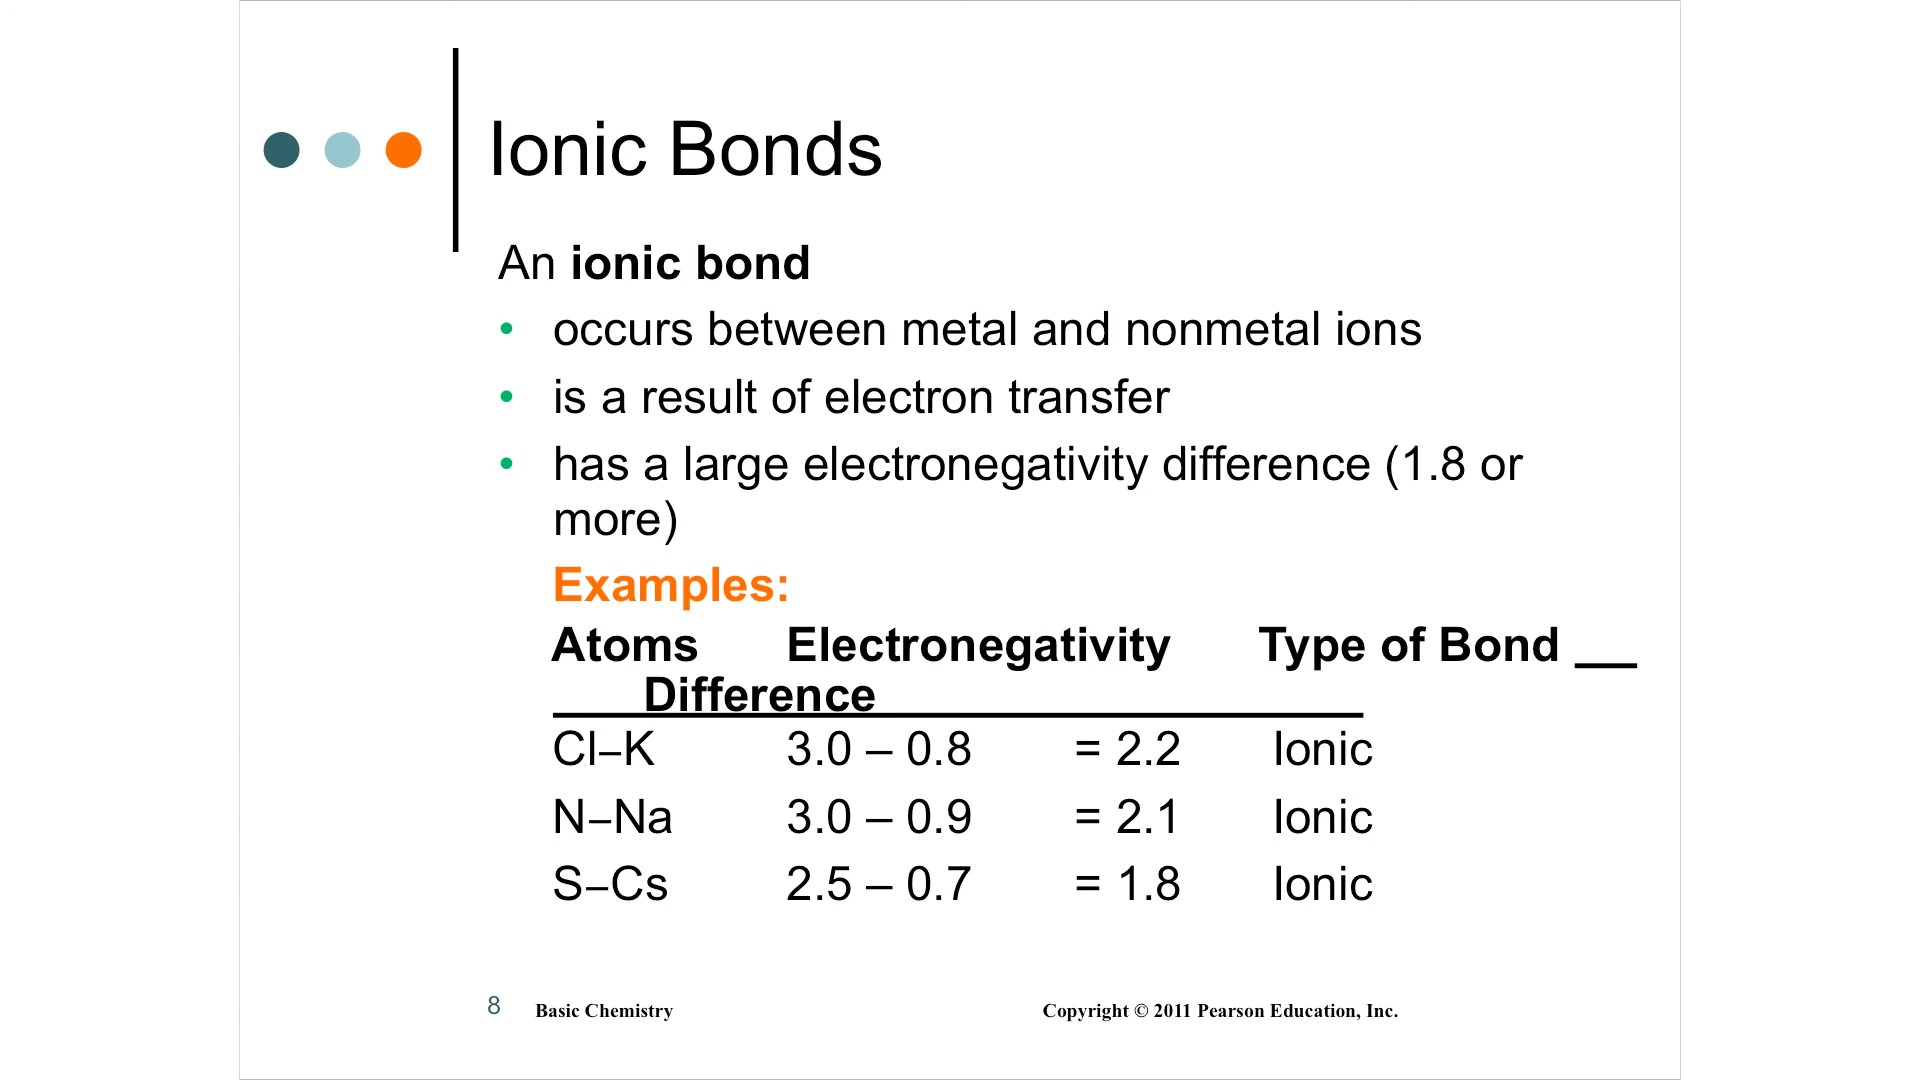 Ionic Bonds
An ionic bond
• occurs between metal and nonmetal ions
• is a result of electron transfer
• has a large electronegativity difference (1.8 or
more)
Examples:
Atoms Electronegativity Type of Bond __
Difference
Cl–K 3.0 – 0.8 = 2.2 Ionic
N–Na 3.0 – 0.9 = 2.1 Ionic
S–Cs 2.5 – 0.7 = 1.8 Ionic
8 Basic Chemistry Copyright © 2011 Pearson Education, Inc.